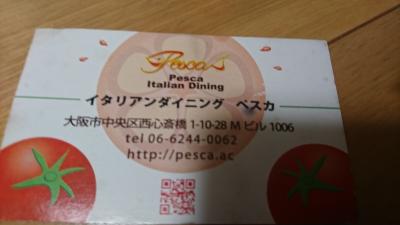 Pesca
Pesca
Italian Dining
イタリアンダイニング ペスカ
大阪市中央区西心斎橋 1-10-28 M ビル 1006
tel 06-6244-0062
http://pesca.ac